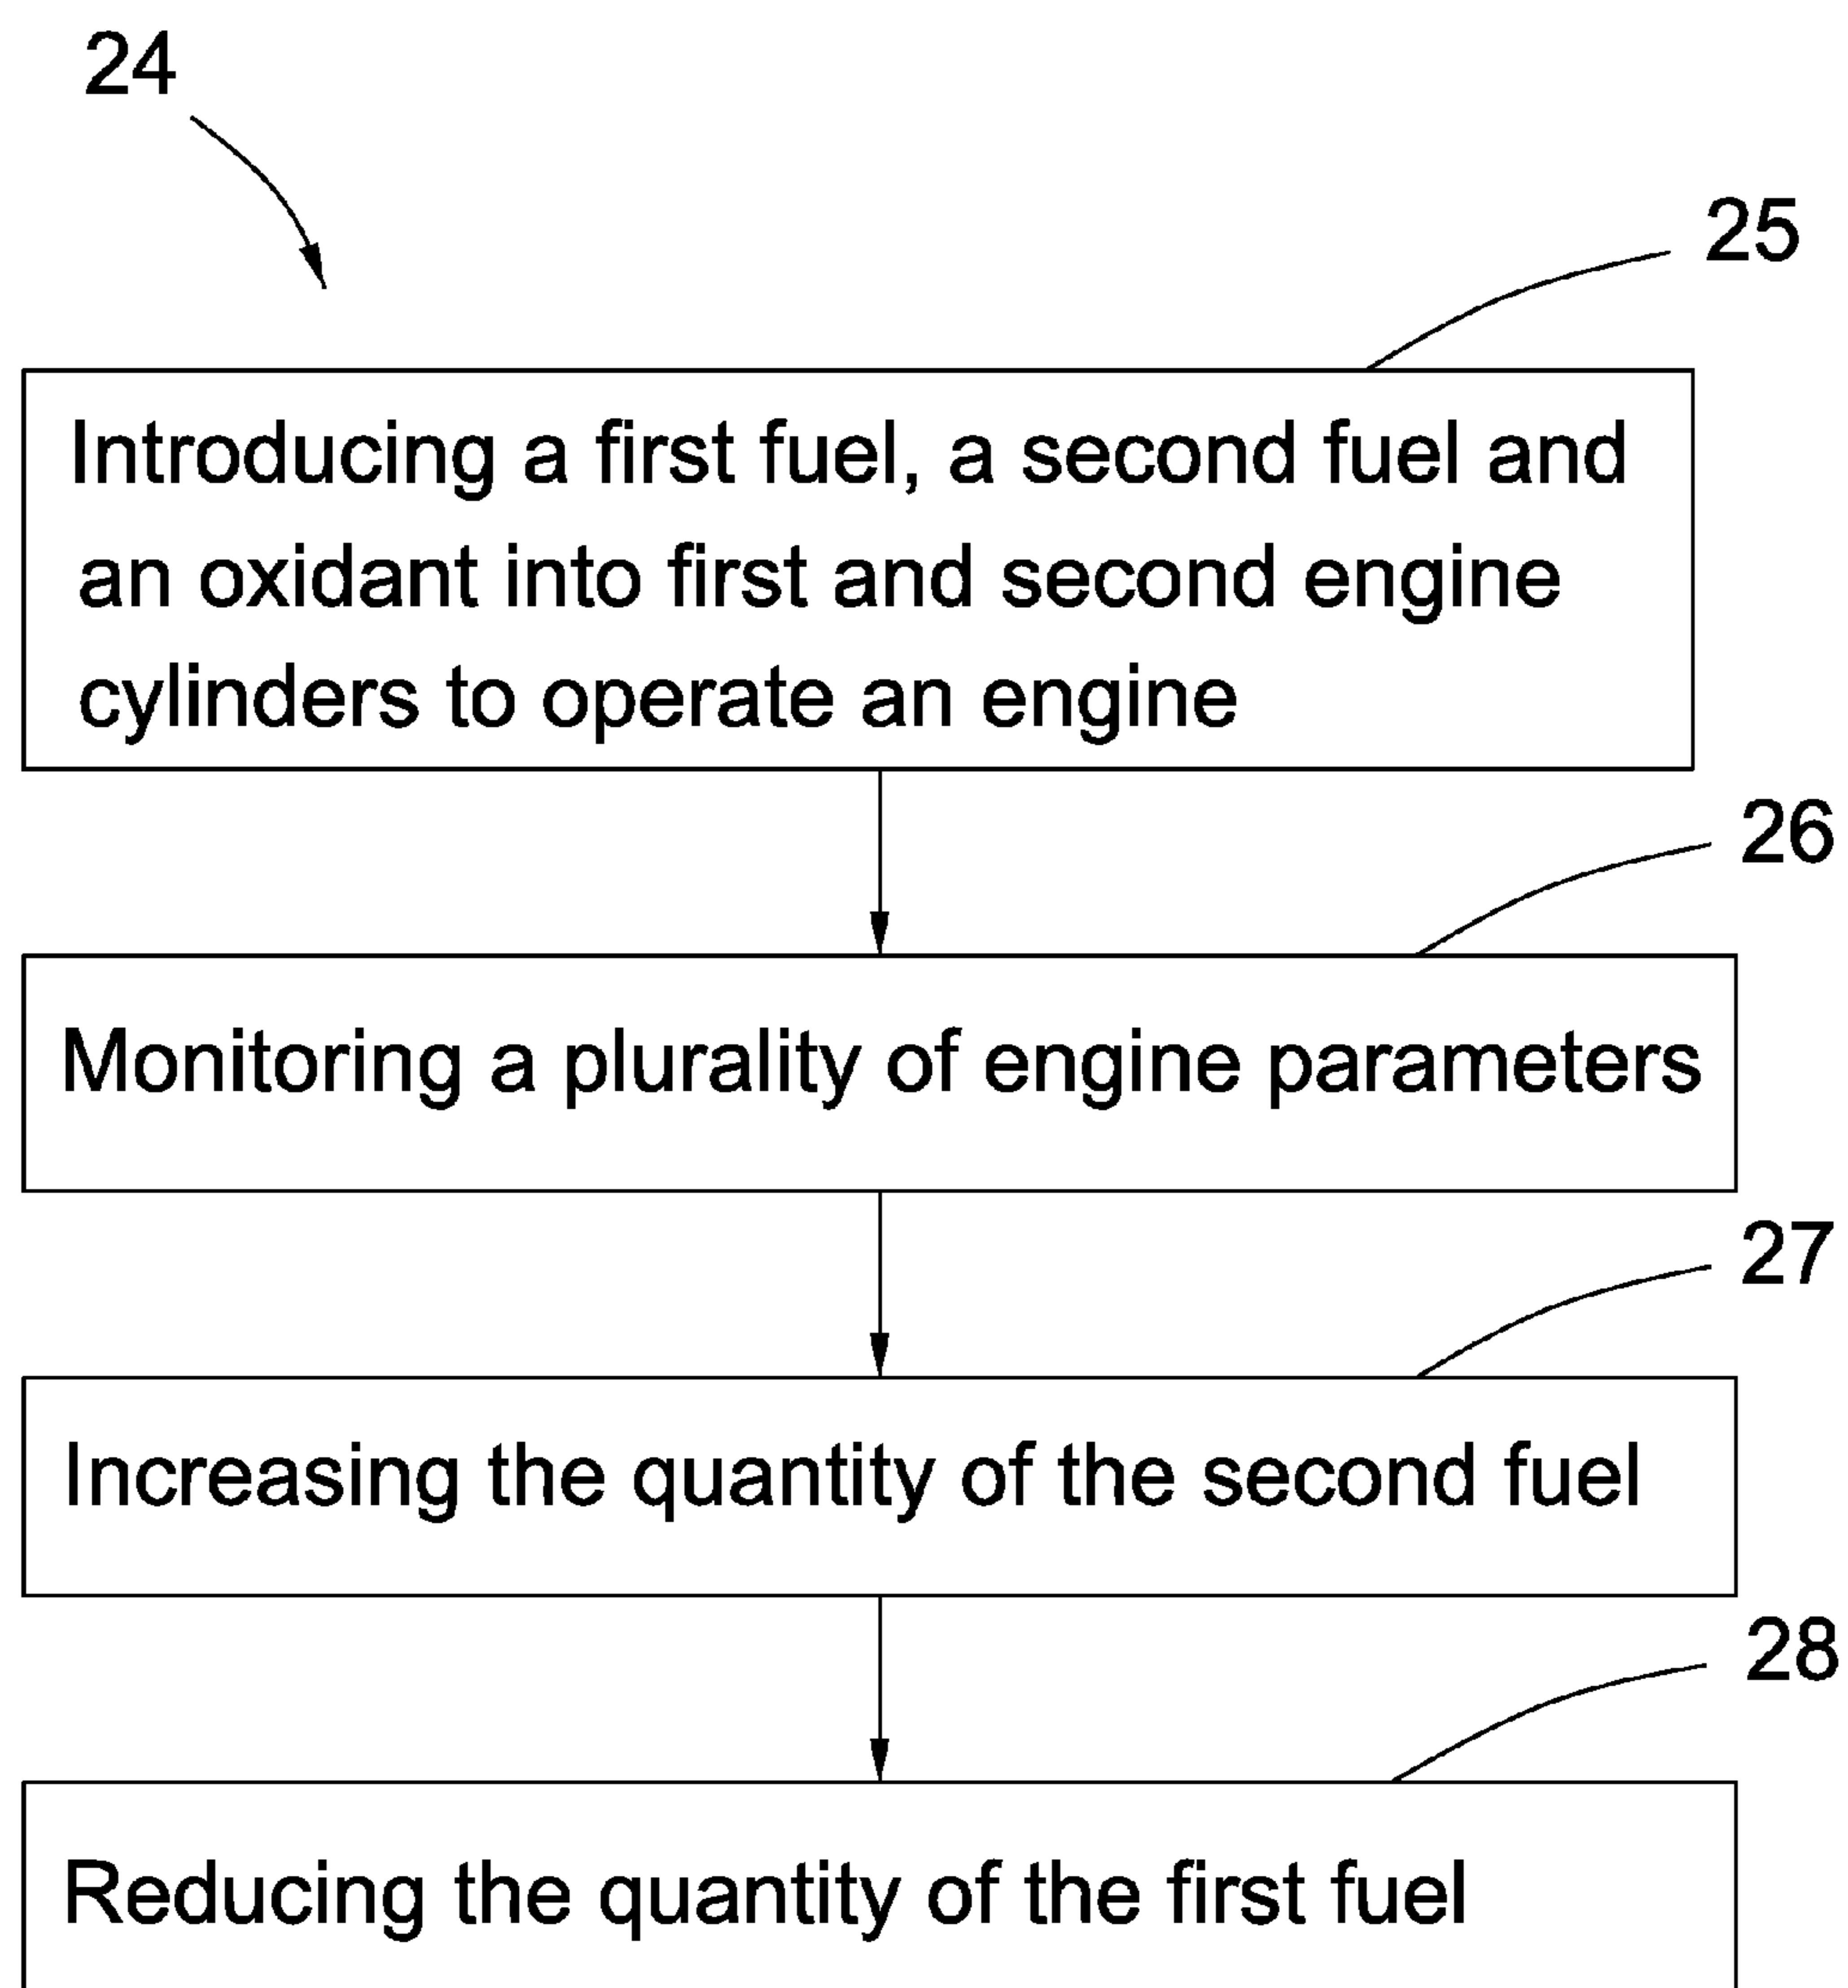 24
25
Introducing a first fuel, a second fuel and
an oxidant into first and second engine
cylinders to operate an engine
26
Monitoring a plurality of engine parameters
27
Increasing the quantity of the second fuel
28
Reducing the quantity of the first fuel